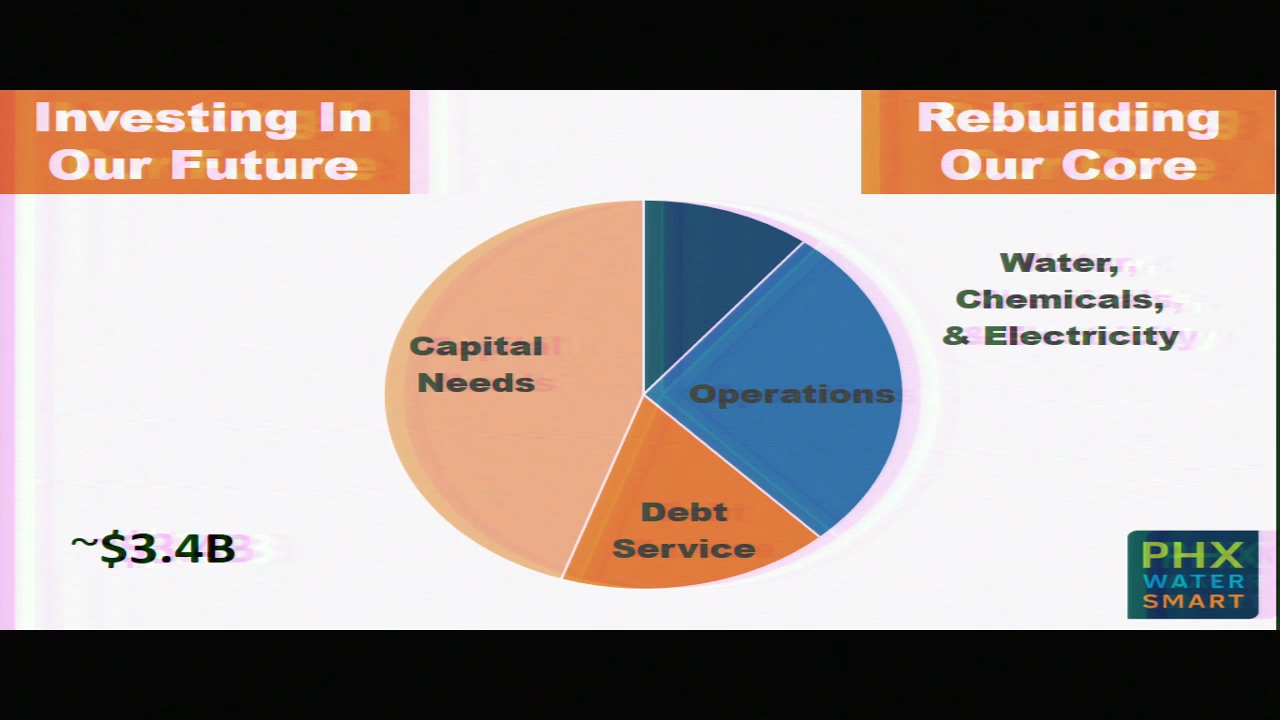 Investing In
Our Future
Rebuilding
Our Core
Water,
Chemicals,
& Electricity
Capital
Needs
Operations
Debt
Service
~$3.4B
PHX
WATER
SMART